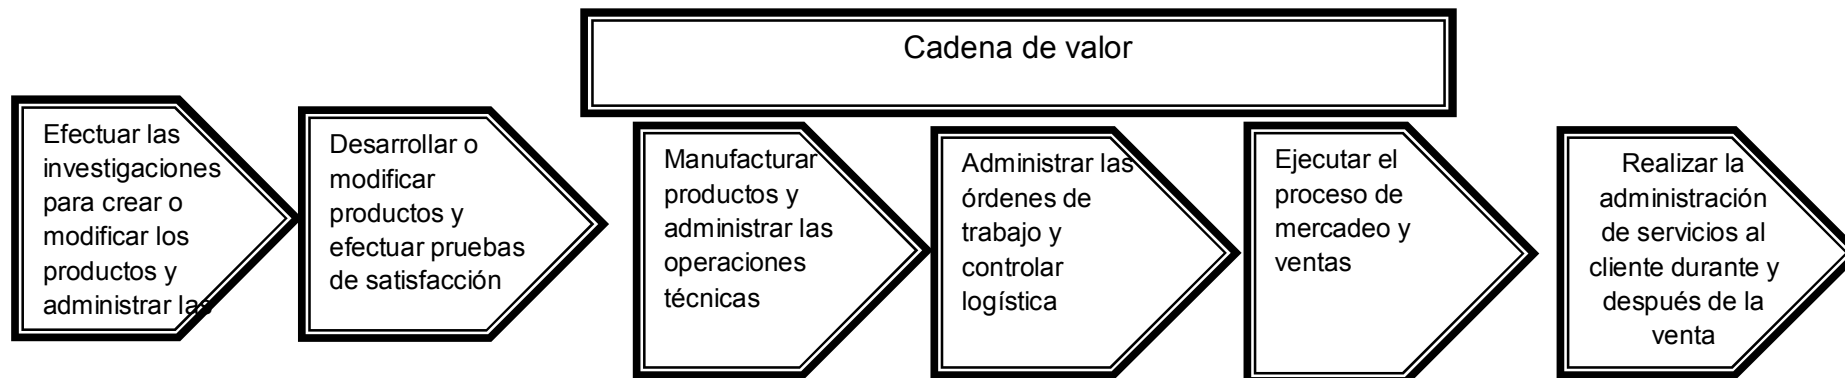 Cadena de valor
Efectuar las
investigaciones
para crear o
modificar los
productos y
administrar las
Desarrollar o
modificar
productos y
efectuar pruebas
de satisfacción
Manufacturar
productos y
administrar las
operaciones
técnicas
Administrar las
órdenes de
trabajo y
controlar
logística
Ejecutar el
proceso de
mercadeo y
ventas
Realizar la
administración
de servicios al
cliente durante y
después de la
venta